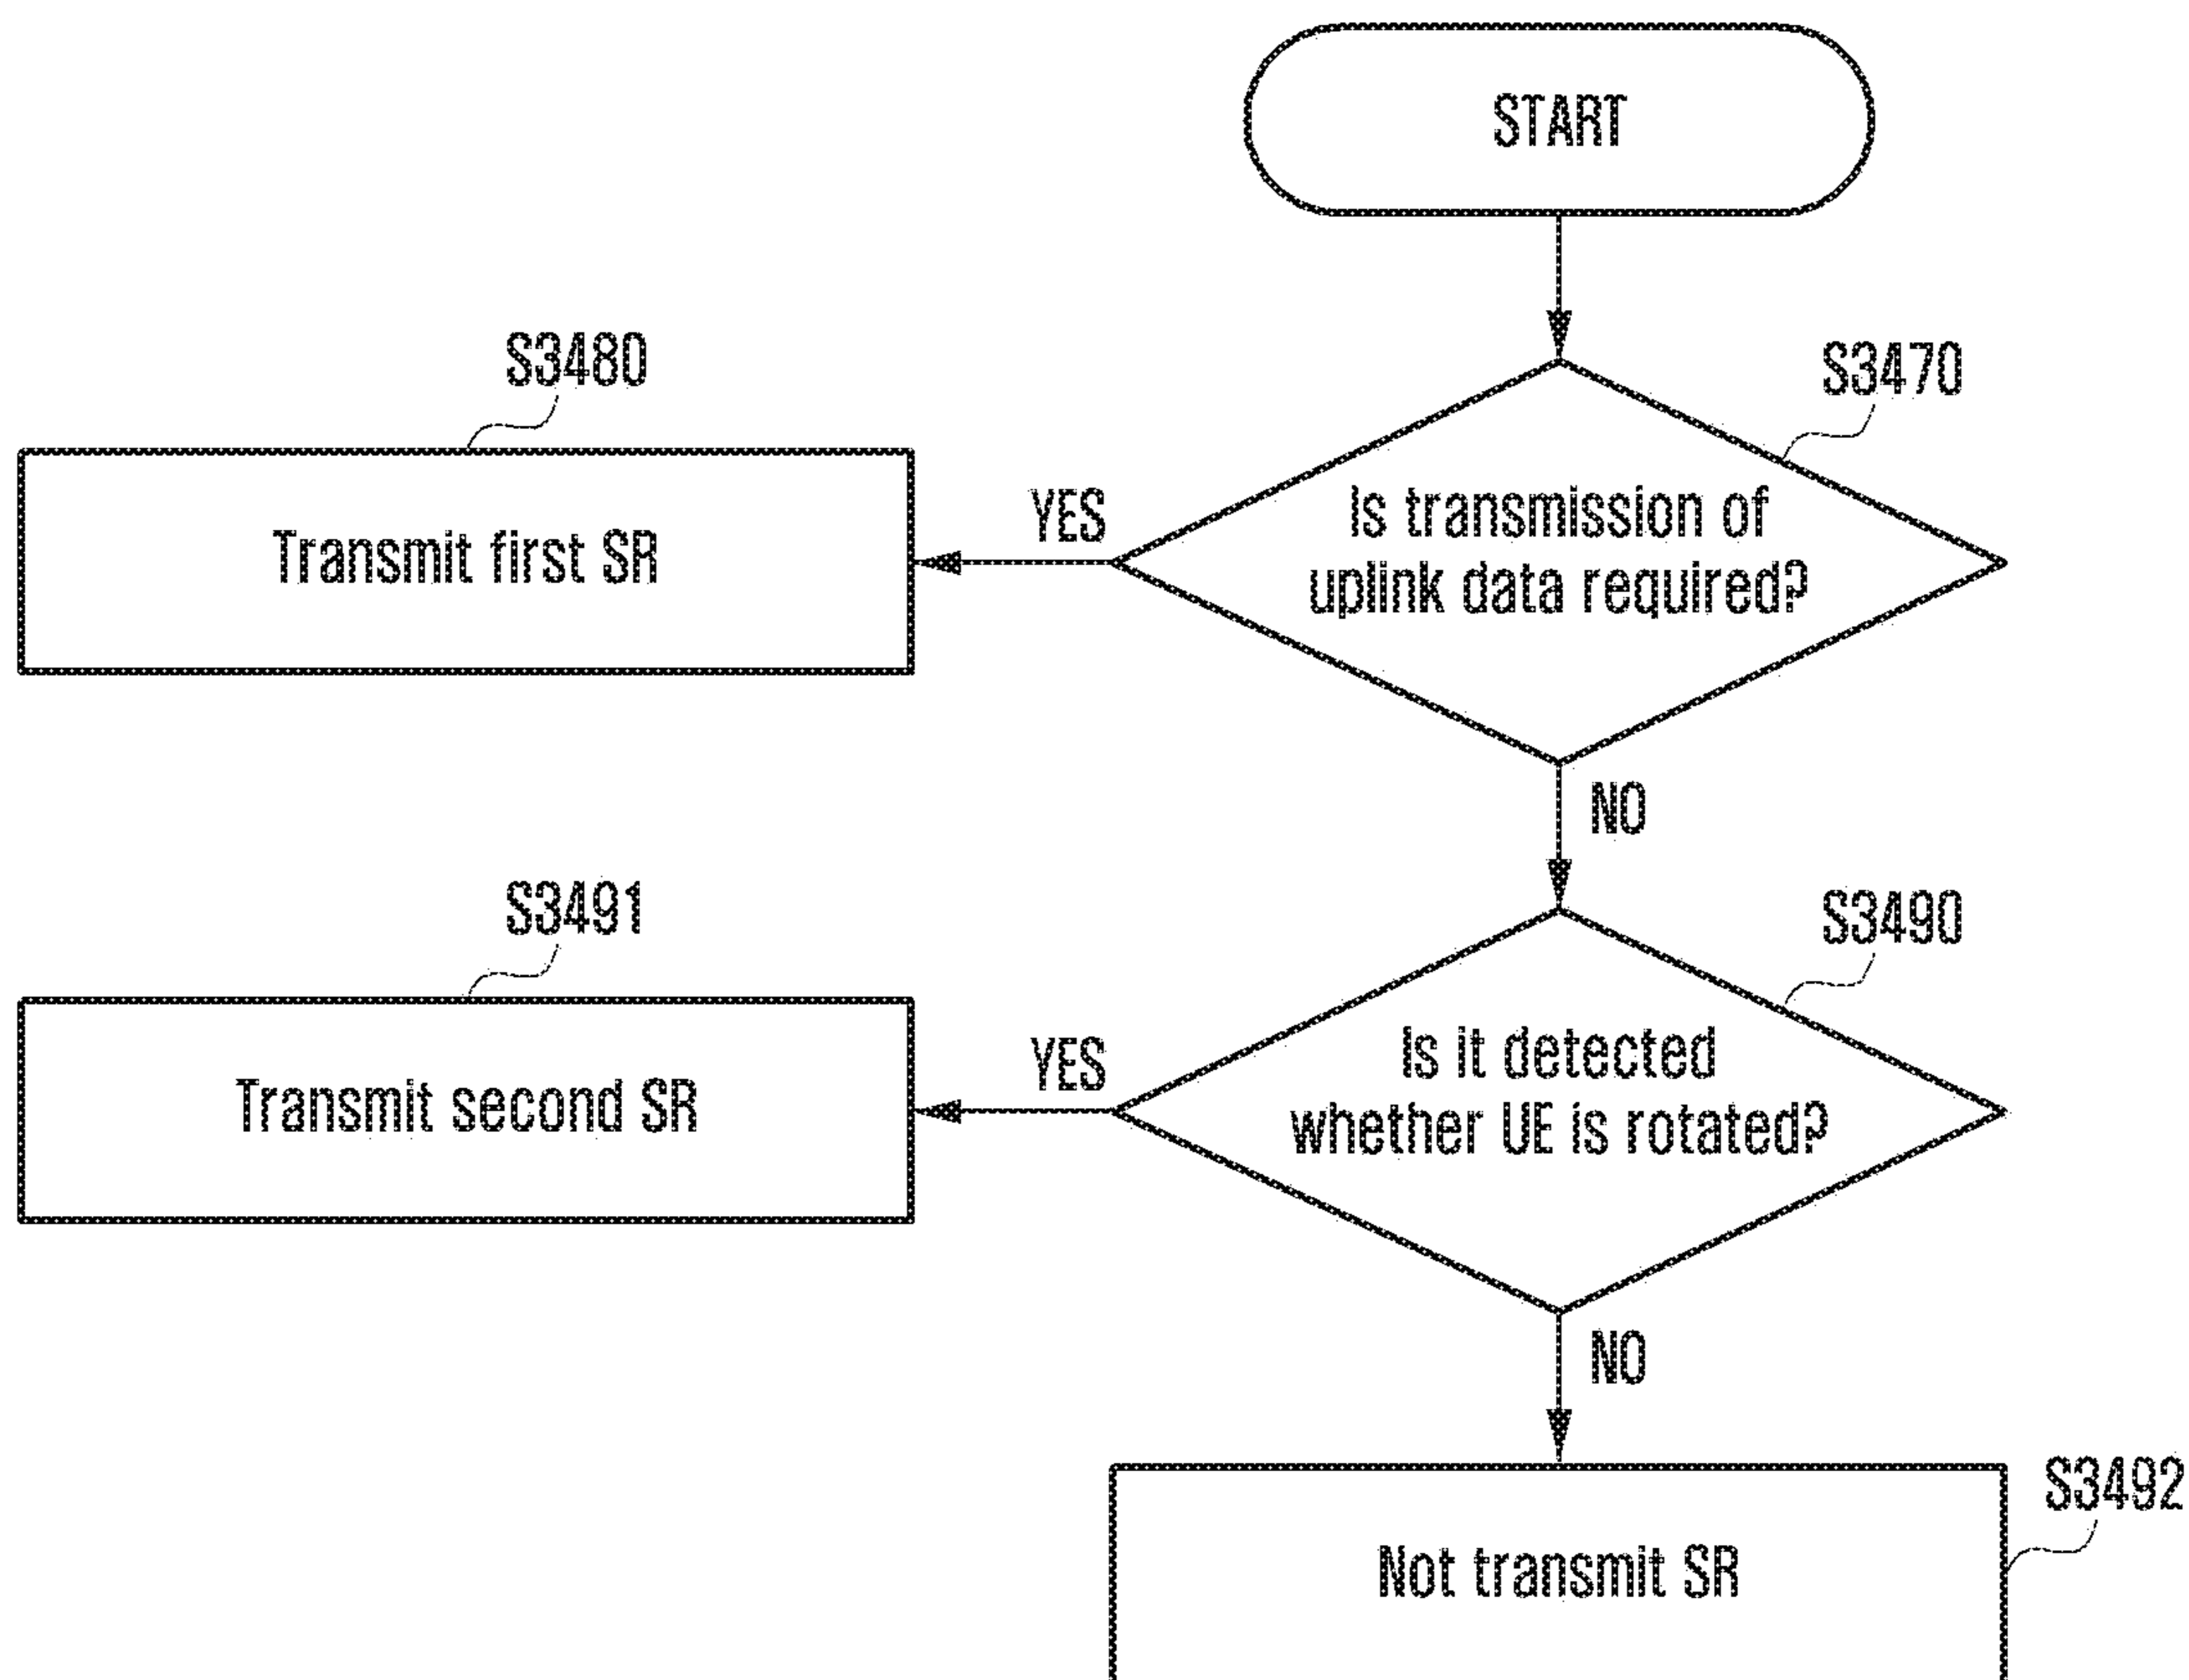 START
S3480
S3470
YES
Is transmission of
uplink data required?
Transmit first SR
NO
S3491
S3490
YES
Is it detected
whether UE is rotated?
Transmit second SR
NO
S3492
Not transmit SR